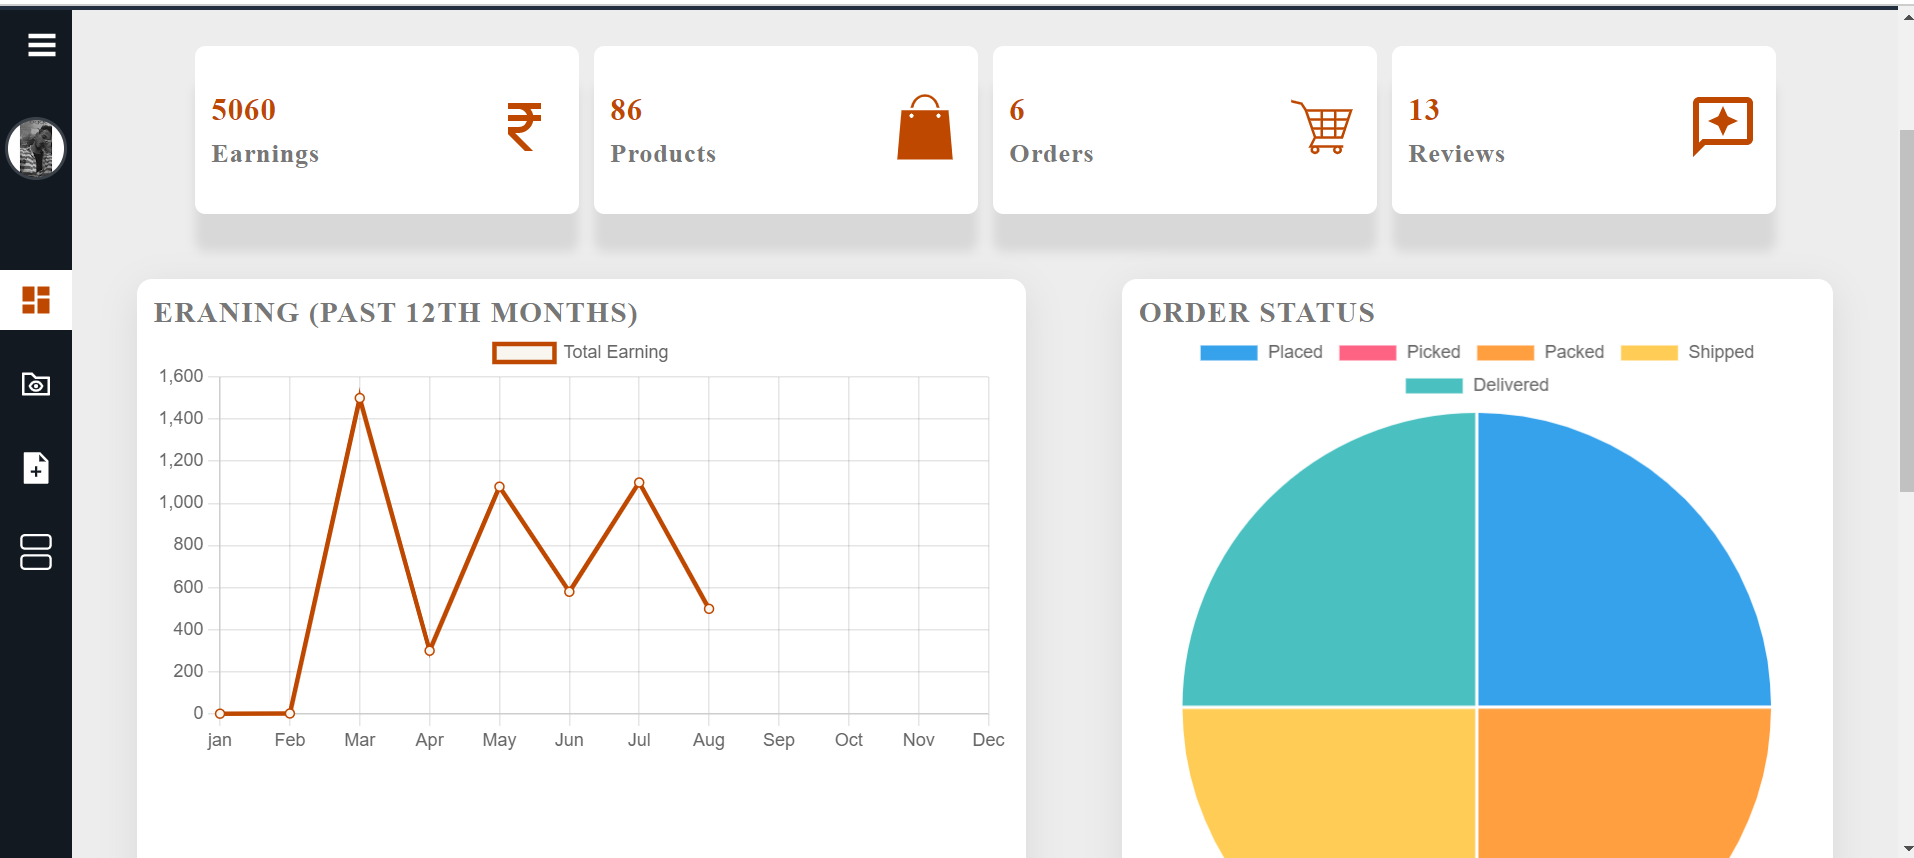 5060
Earnings
86
Products
6
Orders
13
Reviews
ERANING (PAST 12TH MONTHS)
Total Earning
1,600
1,400
1,200
1,000
800
600
400
200
0
jan Feb Mar Apr May Jun Jul Aug Sep Oct Nov Dec
ORDER STATUS
Placed Picked Packed Shipped
Delivered